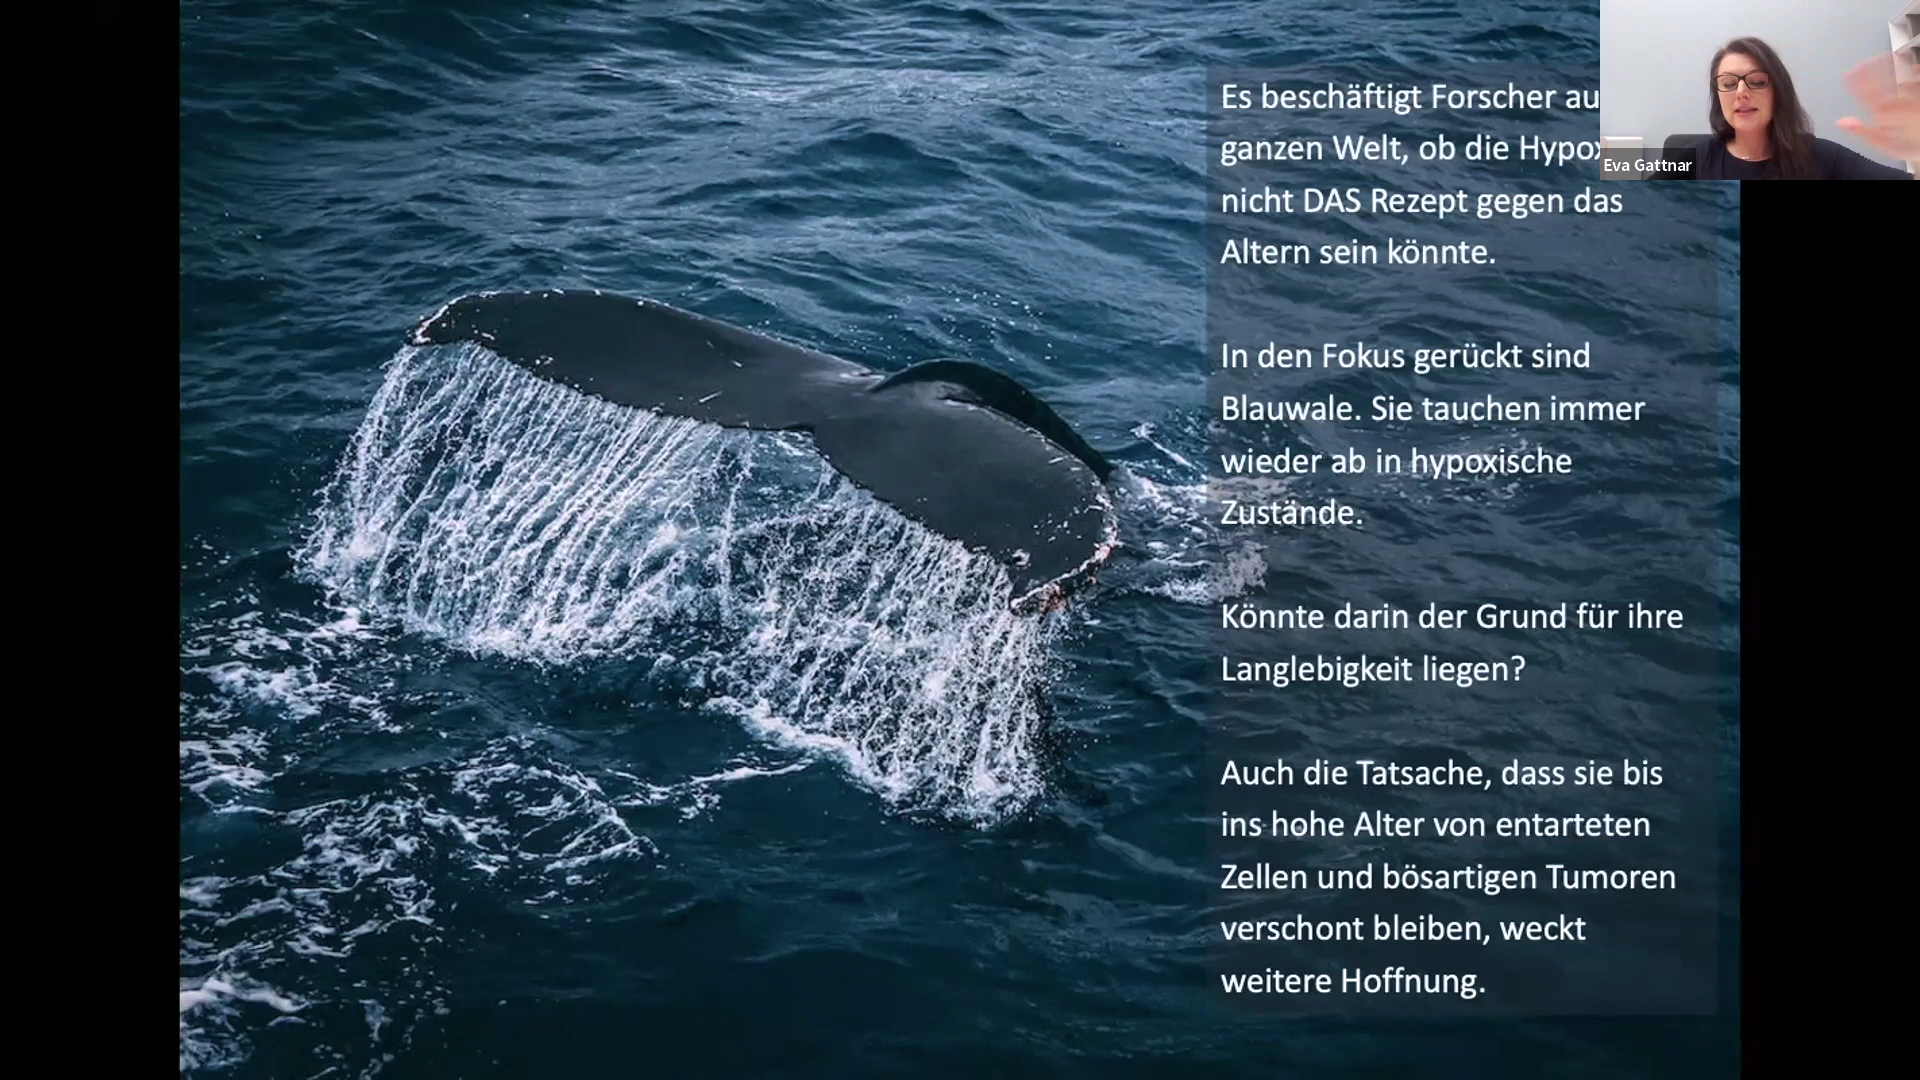 Es beschäftigt Forscher au
ganzen Welt, ob die Hypox
nicht DAS Rezept gegen das
Altern sein könnte.
In den Fokus gerückt sind
Blauwale. Sie tauchen immer
wieder ab in hypoxische
Zustände.
Könnte darin der Grund für ihre
Langlebigkeit liegen?
Auch die Tatsache, dass sie bis
ins hohe Alter von entarteten
Zellen und bösartigen Tumoren
verschont bleiben, weckt
weitere Hoffnung.
Eva Gattnar